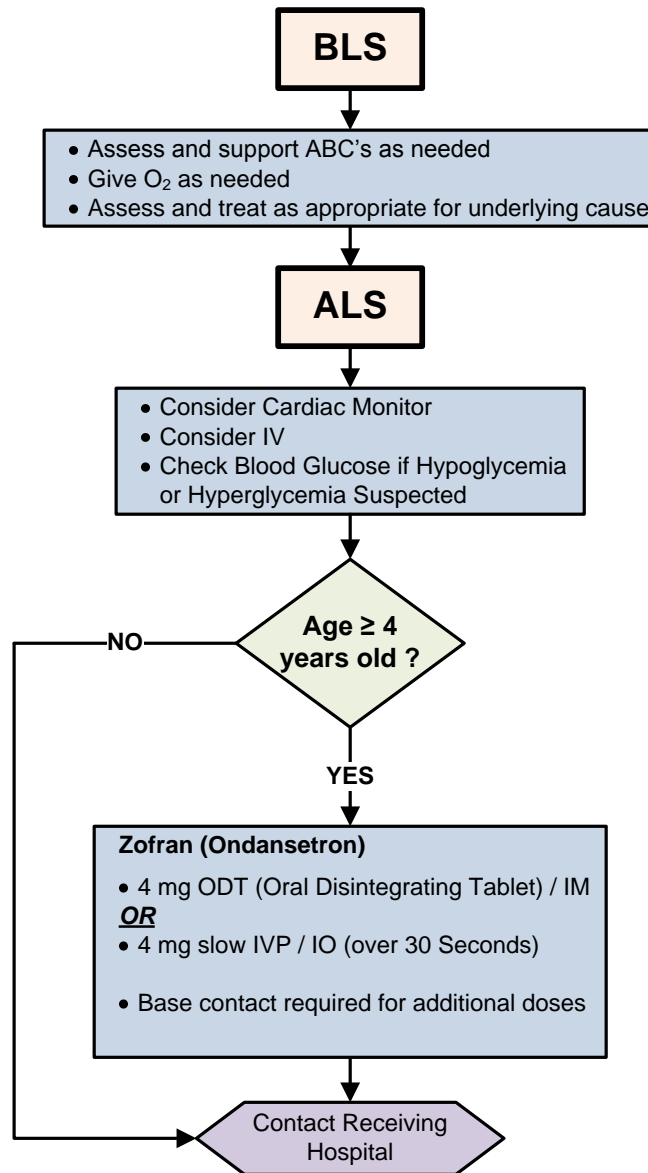 BLS
• Assess and support ABC’s as needed
• Give O₂ as needed
• Assess and treat as appropriate for underlying cause
ALS
• Consider Cardiac Monitor
• Consider IV
• Check Blood Glucose if Hypoglycemia
or Hyperglycemia Suspected
Age ≥ 4
years old ?
NO
YES
Zofran (Ondansetron)
• 4 mg ODT (Oral Disintegrating Tablet) / IM
OR
• 4 mg slow IVP / IO (over 30 Seconds)
• Base contact required for additional doses
Contact Receiving
Hospital